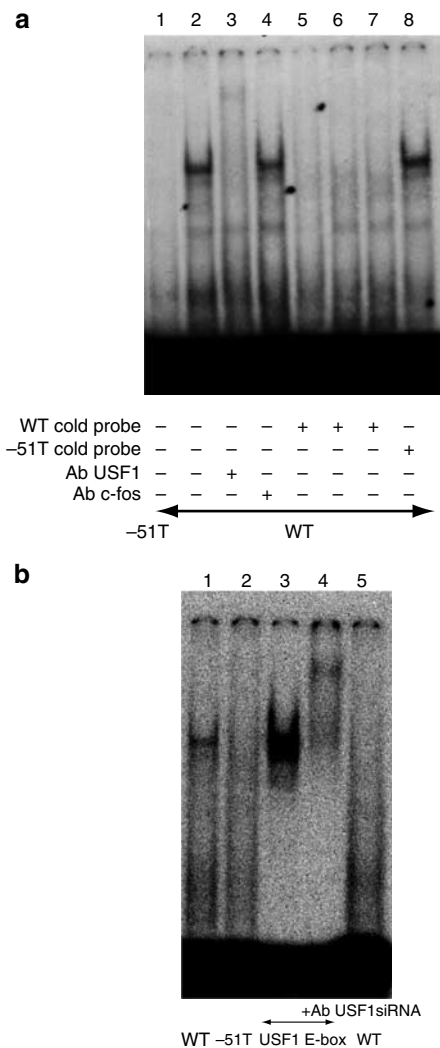 a
1 2 3 4 5 6 7 8
WT cold probe – – – – + + + –
–51T cold probe – – – – – – – +
Ab USF1 – – + – – – – –
Ab c-fos – – – + – – – –
–51T WT
b
1 2 3 4 5
+Ab USF1siRNA
WT –51T USF1 E-box WT